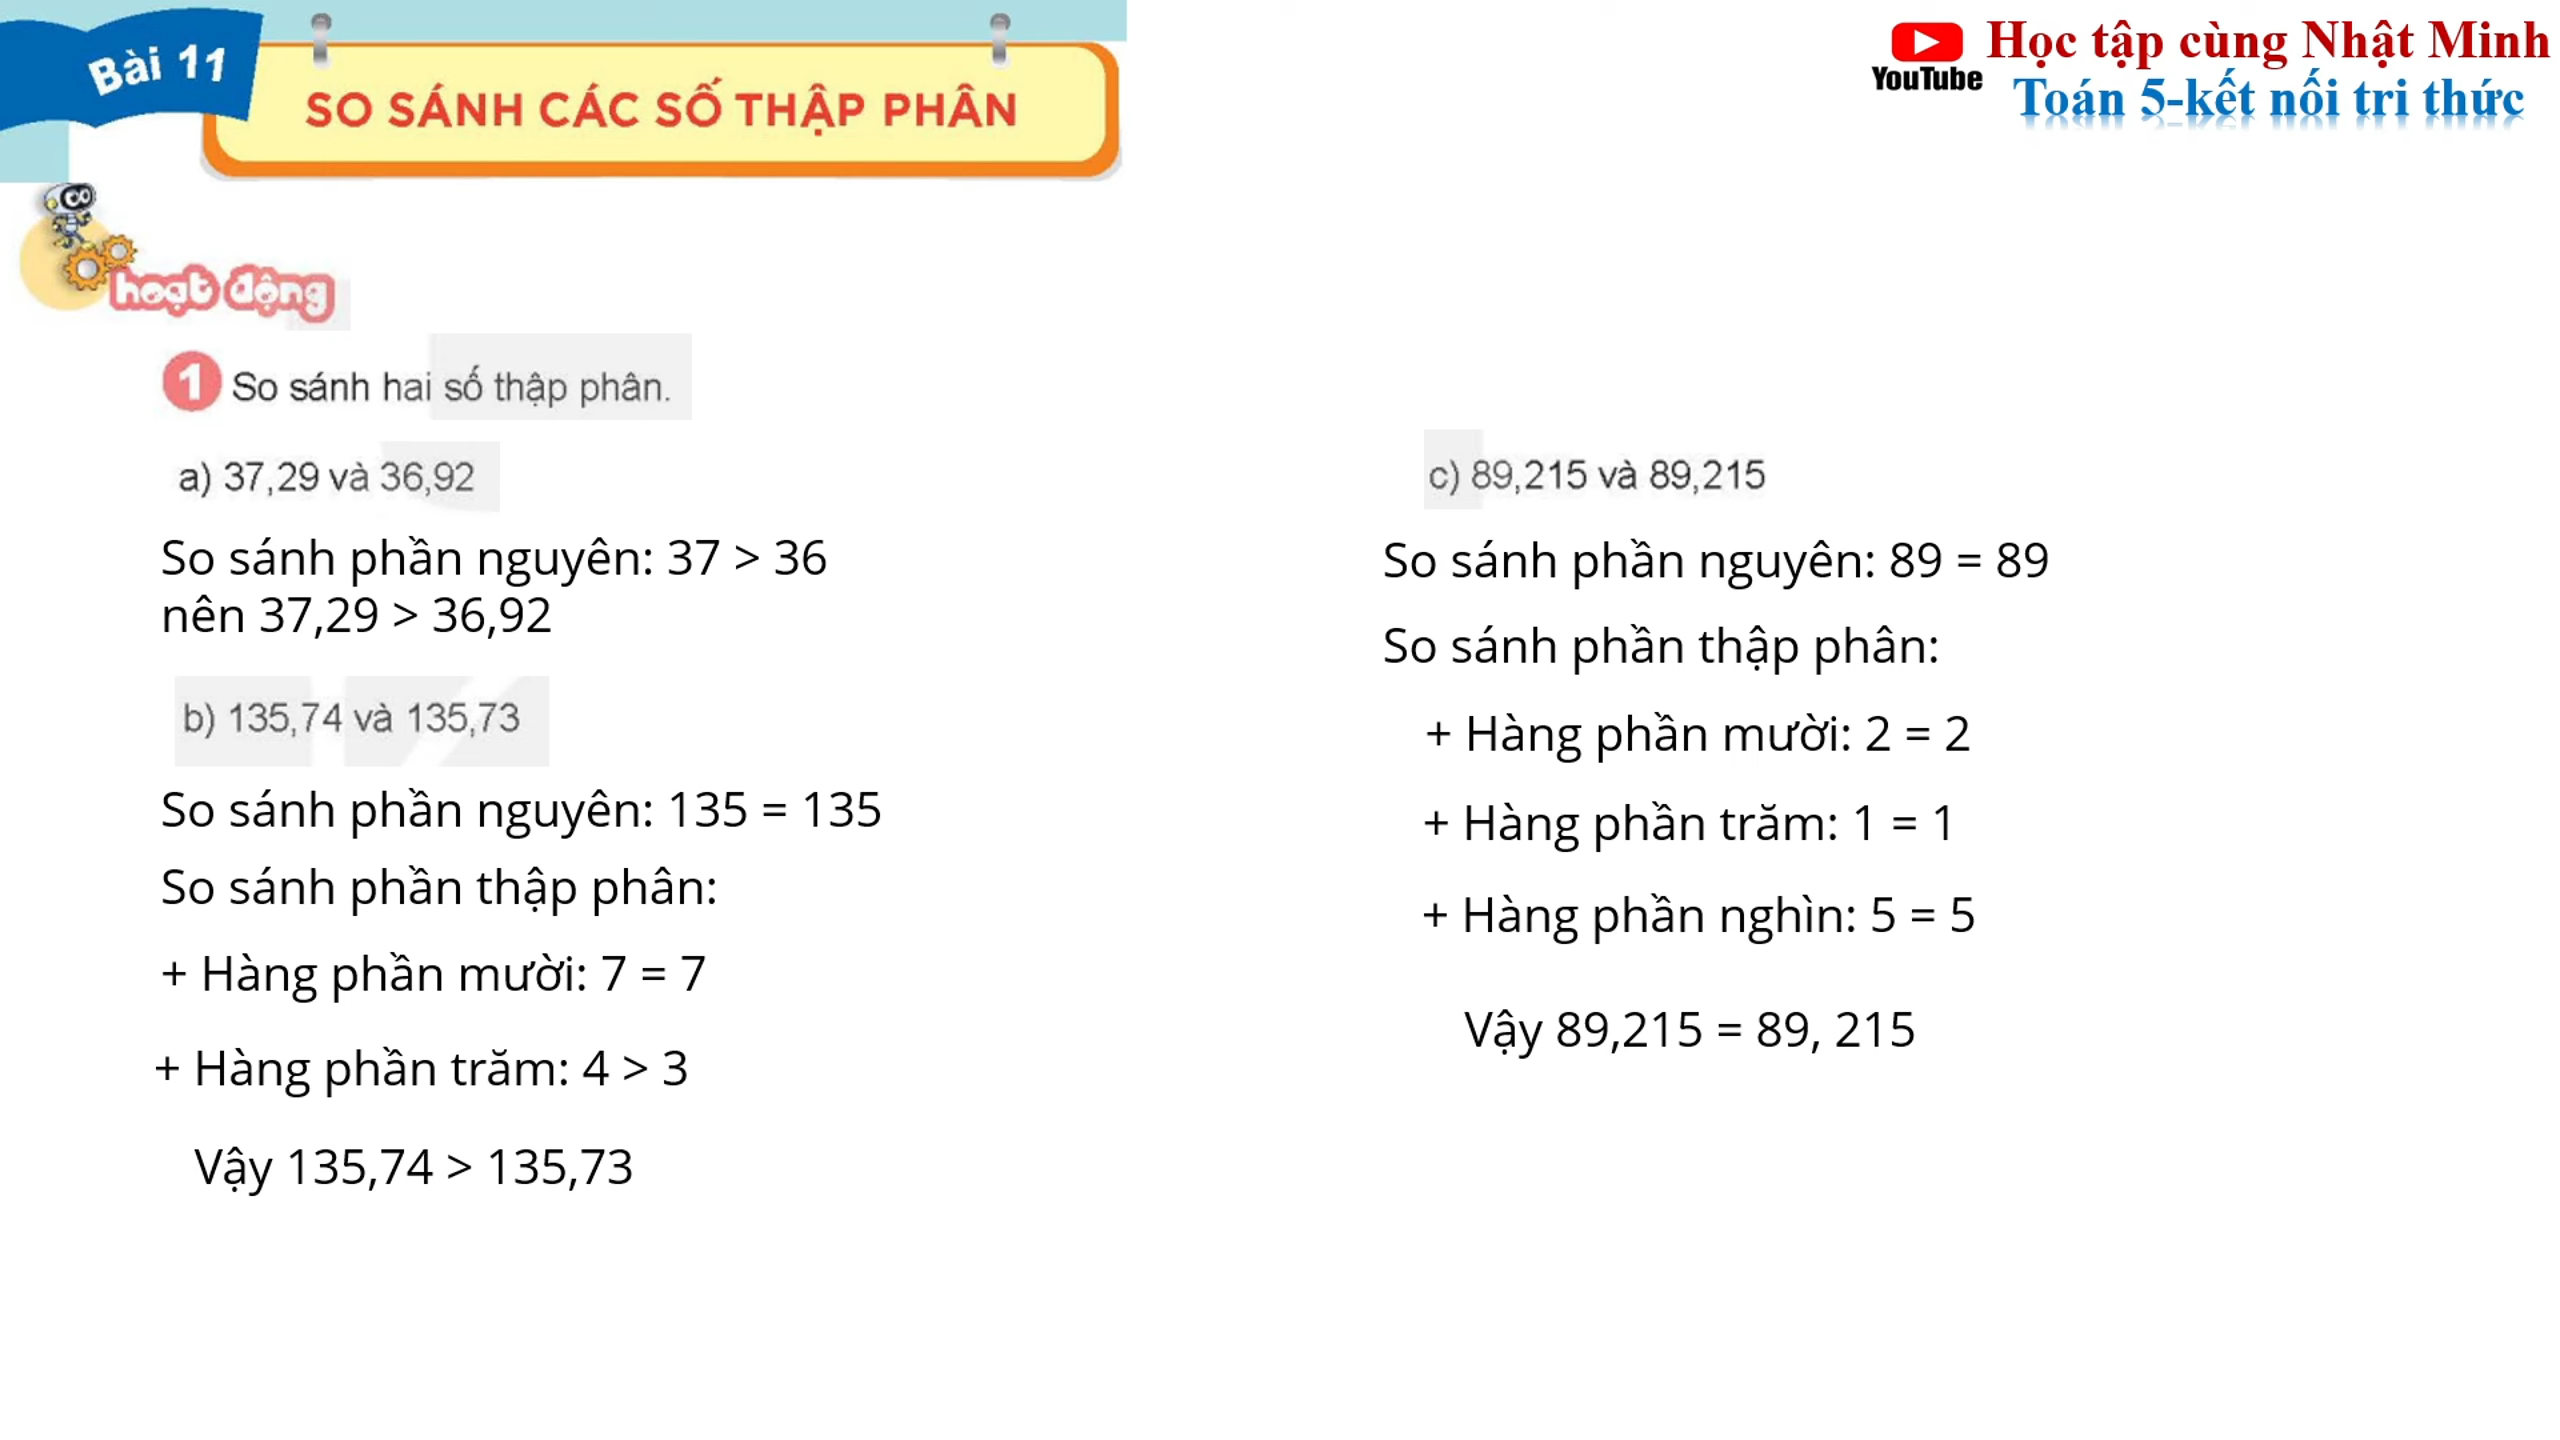 Bài 11
SO SÁNH CÁC SỐ THẬP PHÂN
YouTube
Học tập cùng Nhật Minh
Toán 5-kết nối tri thức
hoạt động
1 So sánh hai số thập phân.
a) 37,29 và 36,92
So sánh phần nguyên: 37 > 36
nên 37,29 > 36,92
b) 135,74 và 135,73
So sánh phần nguyên: 135 = 135
So sánh phần thập phân:
+ Hàng phần mười: 7 = 7
+ Hàng phần trăm: 4 > 3
Vậy 135,74 > 135,73
c) 89,215 và 89,215
So sánh phần nguyên: 89 = 89
So sánh phần thập phân:
+ Hàng phần mười: 2 = 2
+ Hàng phần trăm: 1 = 1
+ Hàng phần nghìn: 5 = 5
Vậy 89,215 = 89, 215